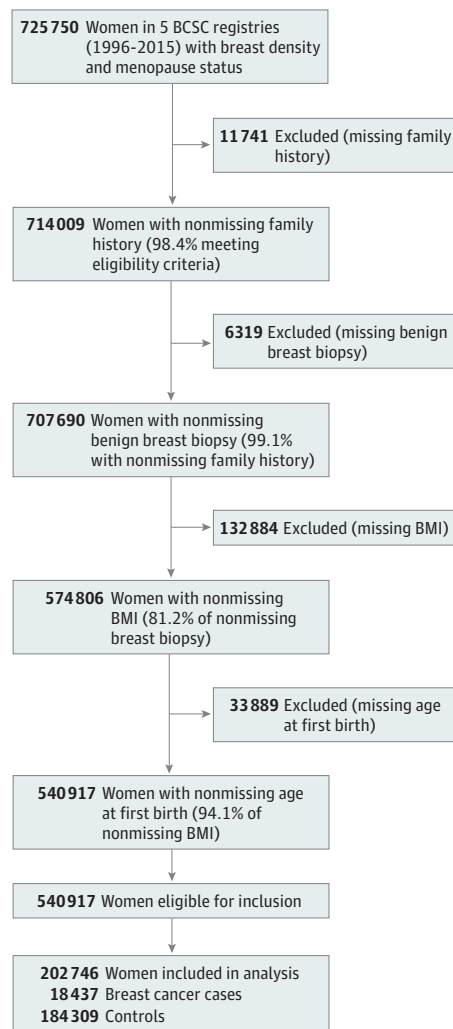 725 750 Women in 5 BCSC registries
(1996-2015) with breast density
and menopause status
11 741 Excluded (missing family
history)
714 009 Women with nonmissing family
history (98.4% meeting
eligibility criteria)
6319 Excluded (missing benign
breast biopsy)
707 690 Women with nonmissing
benign breast biopsy (99.1%
with nonmissing family history)
132 884 Excluded (missing BMI)
574 806 Women with nonmissing
BMI (81.2% of nonmissing
breast biopsy)
33 889 Excluded (missing age
at first birth)
540 917 Women with nonmissing age
at first birth (94.1% of
nonmissing BMI)
540 917 Women eligible for inclusion
202 746 Women included in analysis
18 437 Breast cancer cases
184 309 Controls